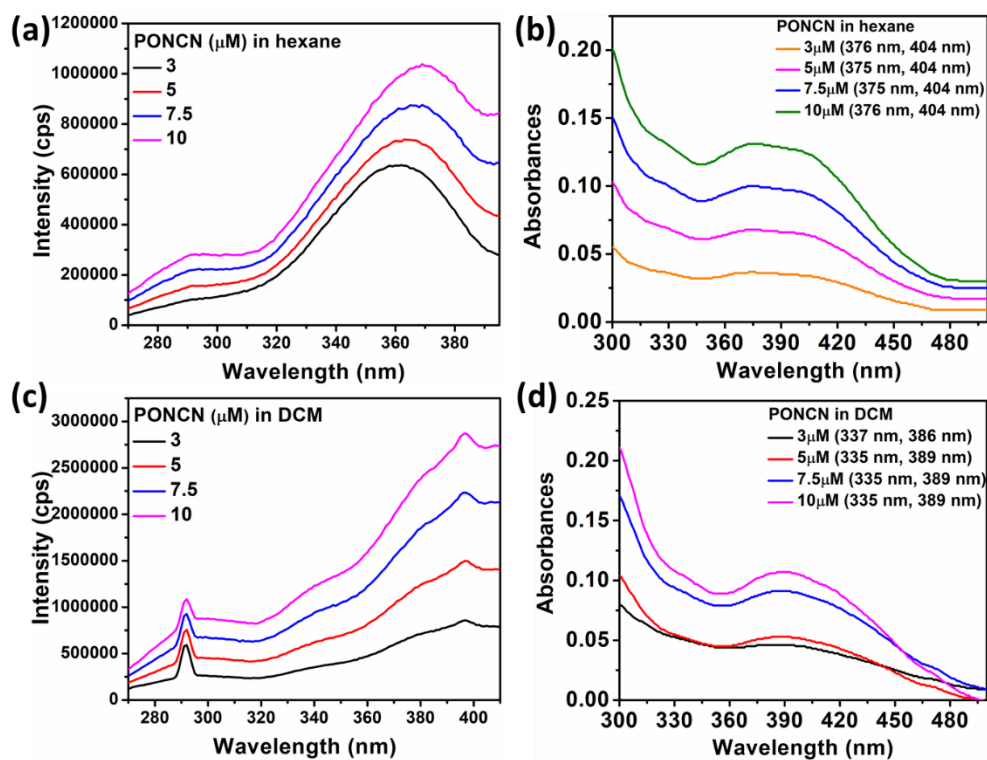 (a)
PONCN (μM) in hexane
3
5
7.5
10
Intensity (cps)
1000000
800000
600000
400000
200000
0
280 300 320 340 360 380
Wavelength (nm)
(b)
PONCN in hexane
3μM (376 nm, 404 nm)
5μM (375 nm, 404 nm)
7.5μM (375 nm, 404 nm)
10μM (376 nm, 404 nm)
Absorbances
0.20
0.15
0.10
0.05
0.00
300 330 360 390 420 450 480
Wavelength (nm)
(c)
PONCN (μM) in DCM
3
5
7.5
10
Intensity (cps)
3000000
2500000
2000000
1500000
1000000
500000
0
280 300 320 340 360 380 400
Wavelength (nm)
(d)
PONCN in DCM
3μM (337 nm, 386 nm)
5μM (335 nm, 389 nm)
7.5μM (335 nm, 389 nm)
10μM (335 nm, 389 nm)
Absorbances
0.25
0.20
0.15
0.10
0.05
0.00
300 330 360 390 420 450 480
Wavelength (nm)